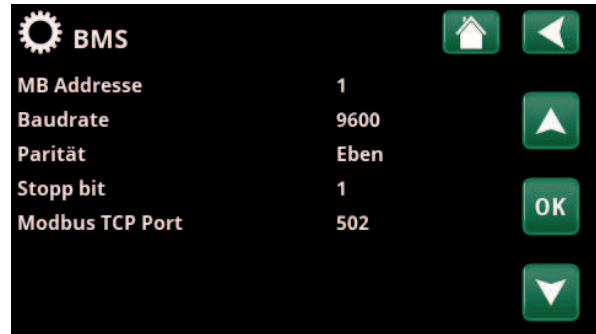 BMS
MB Addresse 1
Baudrate 9600
Parität Eben
Stopp bit 1
OK
Modbus TCP Port 502